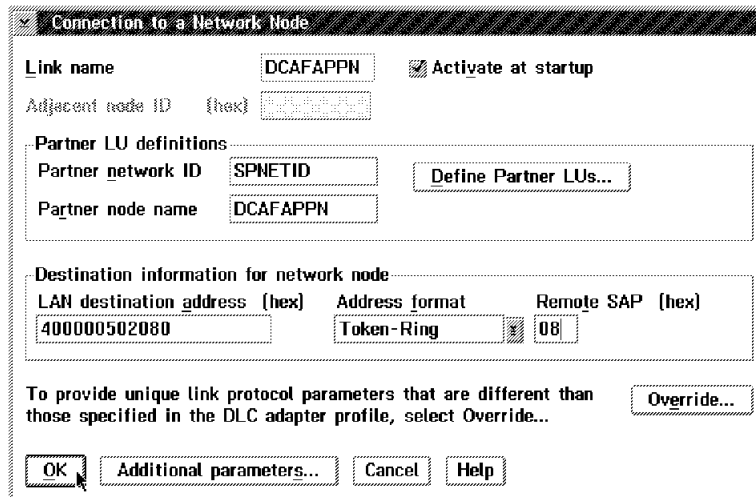 Connection to a Network Node
Link name DCAFAPPN Activate at startup
Adjacent node ID (hex)
Partner LU definitions
Partner network ID SPNETID Define Partner LUs...
Partner node name DCAFAPPN
Destination information for network node
LAN destination address (hex) Address format Remote SAP (hex)
400000502080 Token-Ring 08
To provide unique link protocol parameters that are different than Override...
those specified in the DLC adapter profile, select Override...
OK Additional parameters... Cancel Help